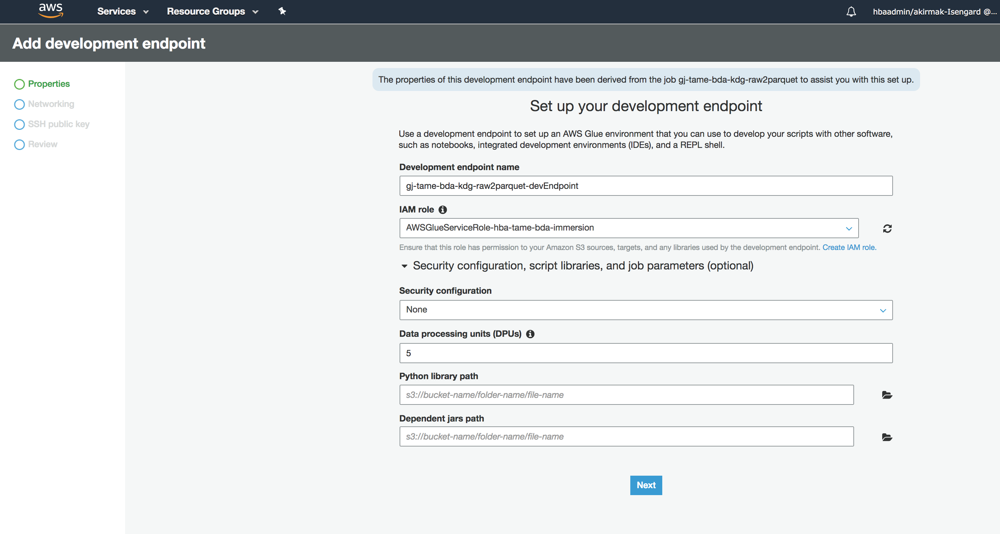 aws
Services
Resource Groups
hbaadmin/akirmak-Isengard @...
Add development endpoint
Properties
Networking
SSH public key
Review
The properties of this development endpoint have been derived from the job gj-tame-bda-kdg-raw2parquet to assist you with this set up.
Set up your development endpoint
Use a development endpoint to set up an AWS Glue environment that you can use to develop your scripts with other software,
such as notebooks, integrated development environments (IDEs), and a REPL shell.
Development endpoint name
gj-tame-bda-kdg-raw2parquet-devEndpoint
IAM role
AWSGlueServiceRole-hba-tame-bda-immersion
Ensure that this role has permission to your Amazon S3 sources, targets, and any libraries used by the development endpoint. Create IAM role.
Security configuration, script libraries, and job parameters (optional)
Security configuration
None
Data processing units (DPUs)
5
Python library path
s3://bucket-name/folder-name/file-name
Dependent jars path
s3://bucket-name/folder-name/file-name
Next